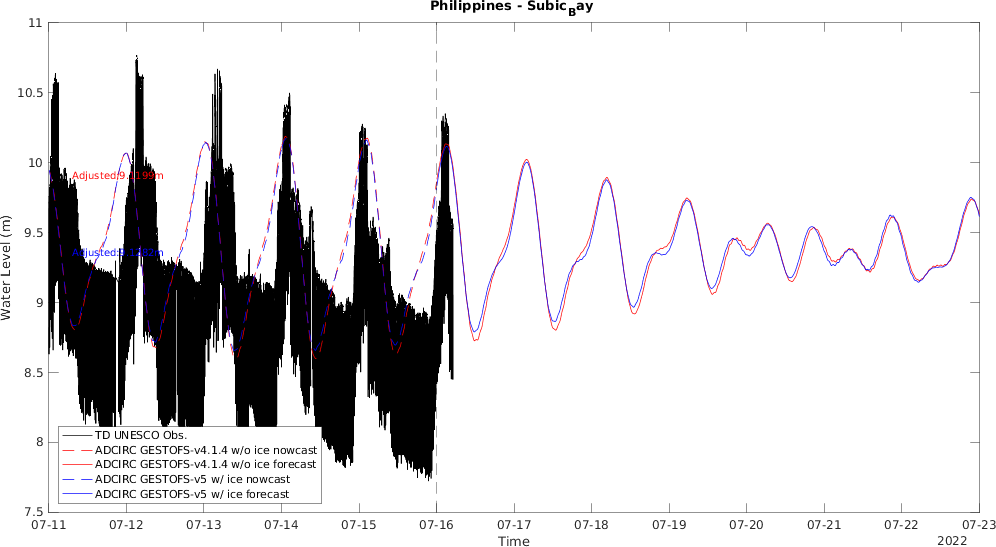 Philippines - Subic_Bay
11
10.5
10
9.5
9
8.5
8
7.5
Water Level (m)
Adjusted:9.1199m
TD UNESCO Obs.
ADCIRC GESTOFS-v4.1.4 w/o ice nowcast
ADCIRC GESTOFS-v4.1.4 w/o ice forecast
ADCIRC GESTOFS-v5 w/ ice nowcast
ADCIRC GESTOFS-v5 w/ ice forecast
07-11 07-12 07-13 07-14 07-15 07-16 07-17 07-18 07-19 07-20 07-21 07-22 07-23
Time
2022